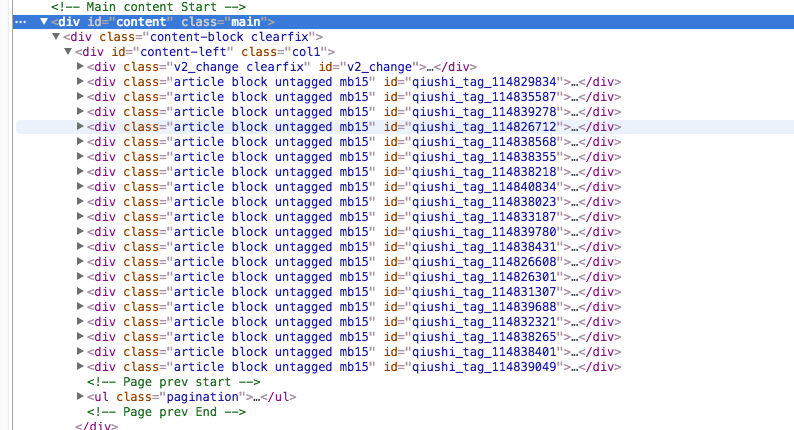 <!-- Main content Start -->
… ▼<div id="content" class="main">
▼<div class="content-block clearfix">
▼<div id="content-left" class="col1">
▶<div class="v2_change clearfix" id="v2_change">…</div>
▶<div class="article block untagged mb15" id="qiushi_tag_114829834">…</div>
▶<div class="article block untagged mb15" id="qiushi_tag_114835587">…</div>
▶<div class="article block untagged mb15" id="qiushi_tag_114839278">…</div>
▶<div class="article block untagged mb15" id="qiushi_tag_114826712">…</div>
▶<div class="article block untagged mb15" id="qiushi_tag_114838568">…</div>
▶<div class="article block untagged mb15" id="qiushi_tag_114838355">…</div>
▶<div class="article block untagged mb15" id="qiushi_tag_114838218">…</div>
▶<div class="article block untagged mb15" id="qiushi_tag_114840834">…</div>
▶<div class="article block untagged mb15" id="qiushi_tag_114838023">…</div>
▶<div class="article block untagged mb15" id="qiushi_tag_114833187">…</div>
▶<div class="article block untagged mb15" id="qiushi_tag_114839780">…</div>
▶<div class="article block untagged mb15" id="qiushi_tag_114838431">…</div>
▶<div class="article block untagged mb15" id="qiushi_tag_114826608">…</div>
▶<div class="article block untagged mb15" id="qiushi_tag_114826301">…</div>
▶<div class="article block untagged mb15" id="qiushi_tag_114831307">…</div>
▶<div class="article block untagged mb15" id="qiushi_tag_114839688">…</div>
▶<div class="article block untagged mb15" id="qiushi_tag_114832321">…</div>
▶<div class="article block untagged mb15" id="qiushi_tag_114838265">…</div>
▶<div class="article block untagged mb15" id="qiushi_tag_114838401">…</div>
▶<div class="article block untagged mb15" id="qiushi_tag_114839049">…</div>
<!-- Page prev start -->
▶<ul class="pagination">…</ul>
<!-- Page prev End -->
</div>